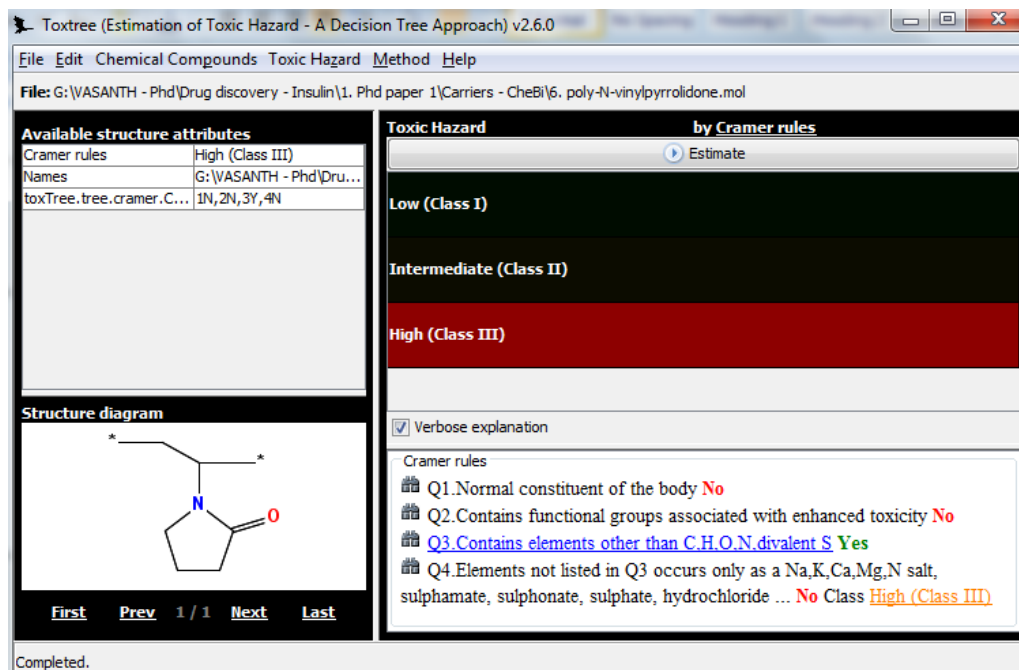 Toxtree (Estimation of Toxic Hazard - A Decision Tree Approach) v2.6.0
File Edit Chemical Compounds Toxic Hazard Method Help
File: G:\VASANTH - Phd\Drug discovery - Insulin\1. Phd paper 1\Carriers - CheBi\6. poly-N-vinylpyrrolidone.mol
Available structure attributes
Cramer rules High (Class III)
Names G:\VASANTH - Phd\Dru...
toxTree.tree.cramer.C... 1N,2N,3Y,4N
Structure diagram
*
*
N
O
First Prev 1 / 1 Next Last
Toxic Hazard by Cramer rules
Estimate
Low (Class I)
Intermediate (Class II)
High (Class III)
Verbose explanation
Cramer rules
Q1.Normal constituent of the body No
Q2.Contains functional groups associated with enhanced toxicity No
Q3.Contains elements other than C,H,O,N,divalent S Yes
Q4.Elements not listed in Q3 occurs only as a Na,K,Ca,Mg,N salt,
sulphamate, sulphonate, sulphate, hydrochloride ... No Class High (Class III)
Completed.